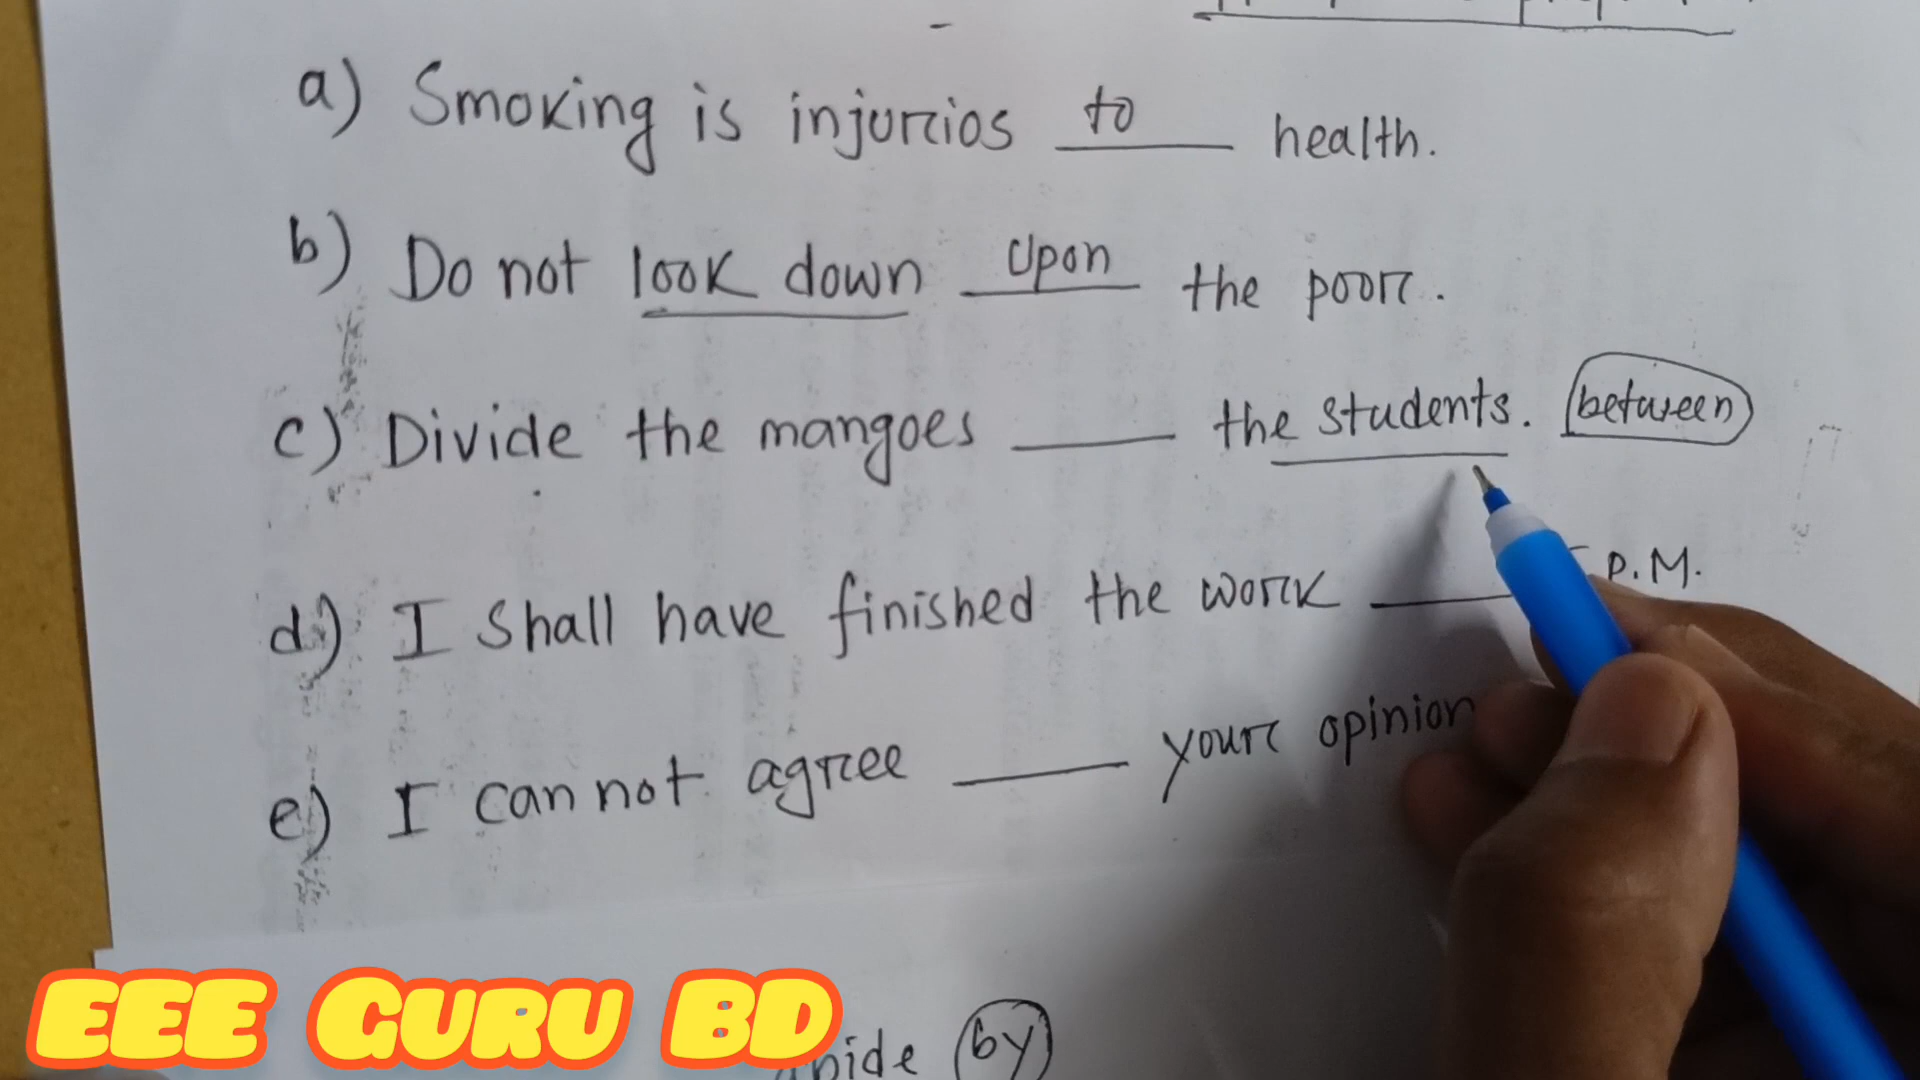 a) Smoking is injurios to health.
b) Do not look down upon the poor.
c) Divide the mangoes ____ the students. between
d) I shall have finished the work ____ P.M.
e) I can not agree ____ your opinion
abide by
EEE GURU BD